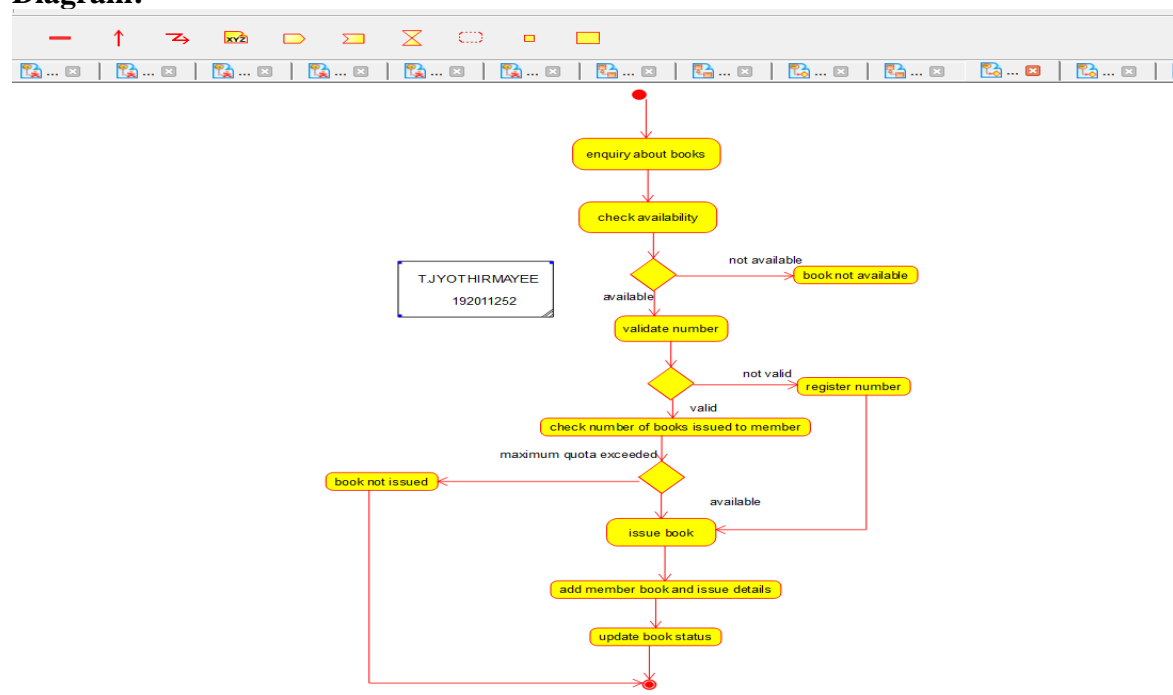 Diagram:
XYZ
... ... ... ... ... ... ... ... ... ... ... ...
enquiry about books
check availability
not available
book not available
T.JYOTHIRMAYEE
192011252
available
validate number
not valid
register number
valid
check number of books issued to member
maximum quota exceeded
book not issued
available
issue book
add member book and issue details
update book status